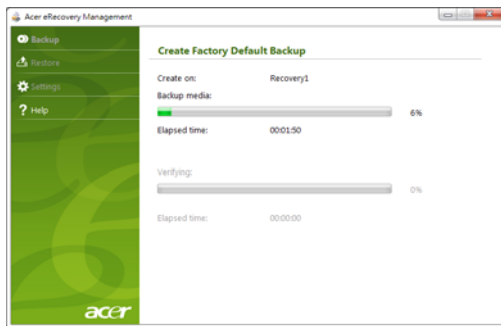 Acer eRecovery Management
Backup
Restore
Settings
Help
Create Factory Default Backup
Create on: Recovery1
Backup media:
6%
Elapsed time: 00:01:50
Verifying:
0%
Elapsed time: 00:00:00
acer